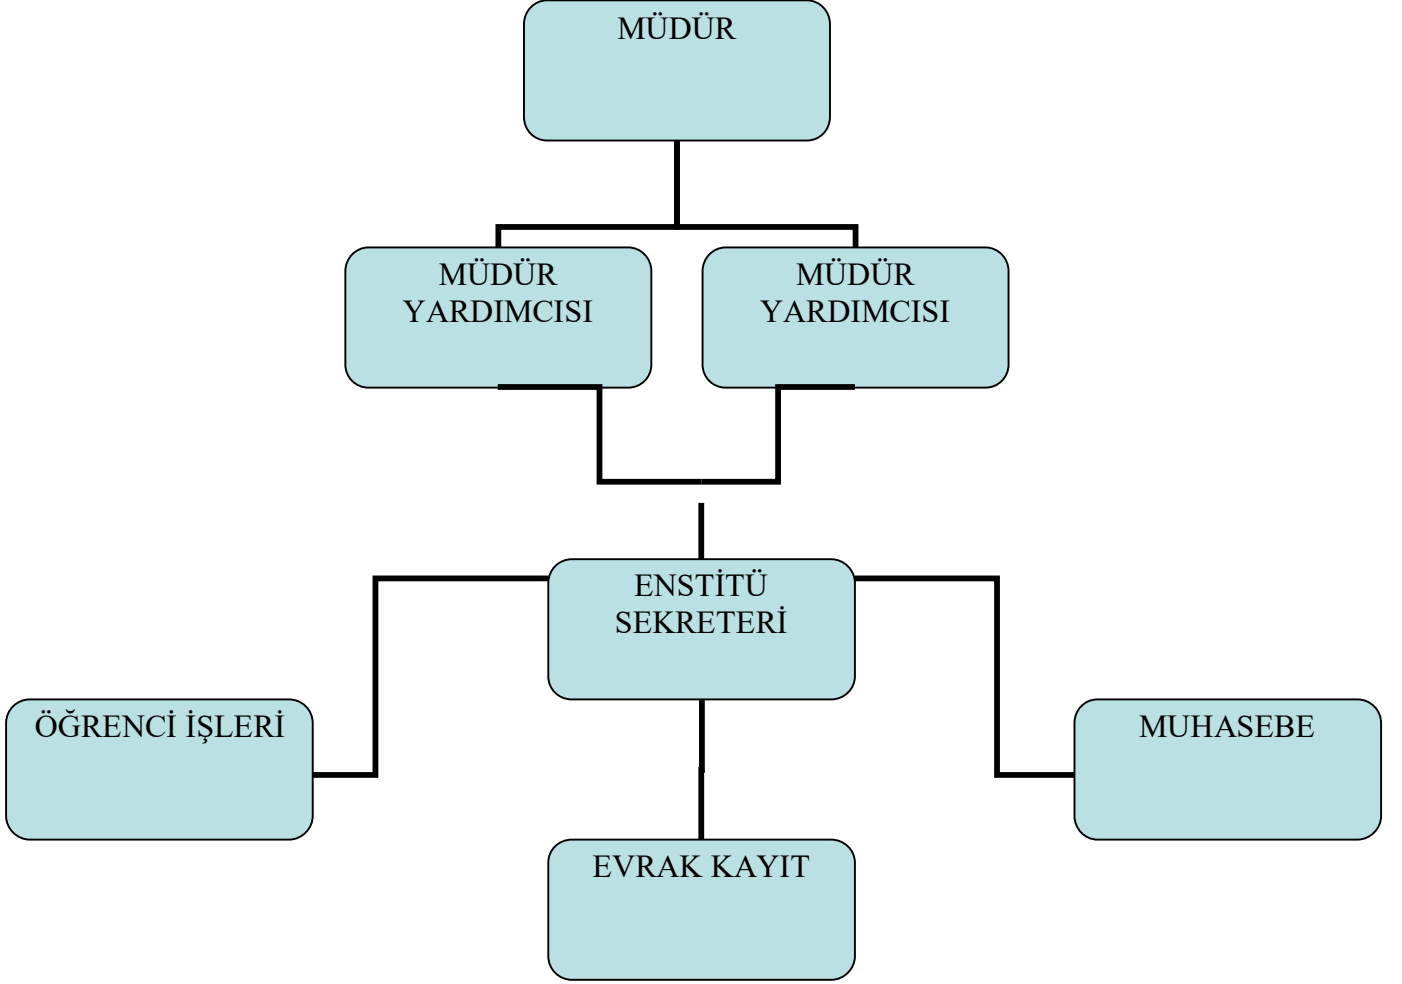 MÜDÜR
MÜDÜR
YARDIMCISI
MÜDÜR
YARDIMCISI
ENSTİTÜ
SEKRETERİ
ÖĞRENCİ İŞLERİ
MUHASEBE
EVRAK KAYIT